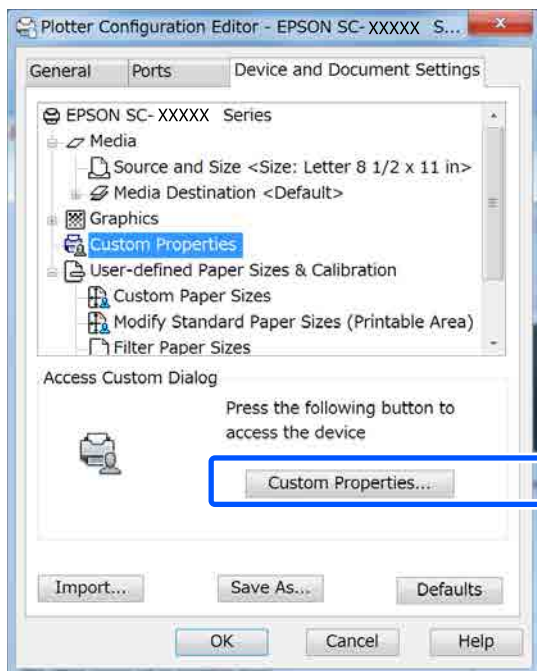 Plotter Configuration Editor - EPSON SC- XXXXX S...
General Ports Device and Document Settings
EPSON SC- XXXXX Series
Media
Source and Size <Size: Letter 8 1/2 x 11 in>
Media Destination <Default>
Graphics
Custom Properties
User-defined Paper Sizes & Calibration
Custom Paper Sizes
Modify Standard Paper Sizes (Printable Area)
Filter Paper Sizes
Access Custom Dialog
Press the following button to
access the device
Custom Properties...
Import... Save As... Defaults
OK Cancel Help